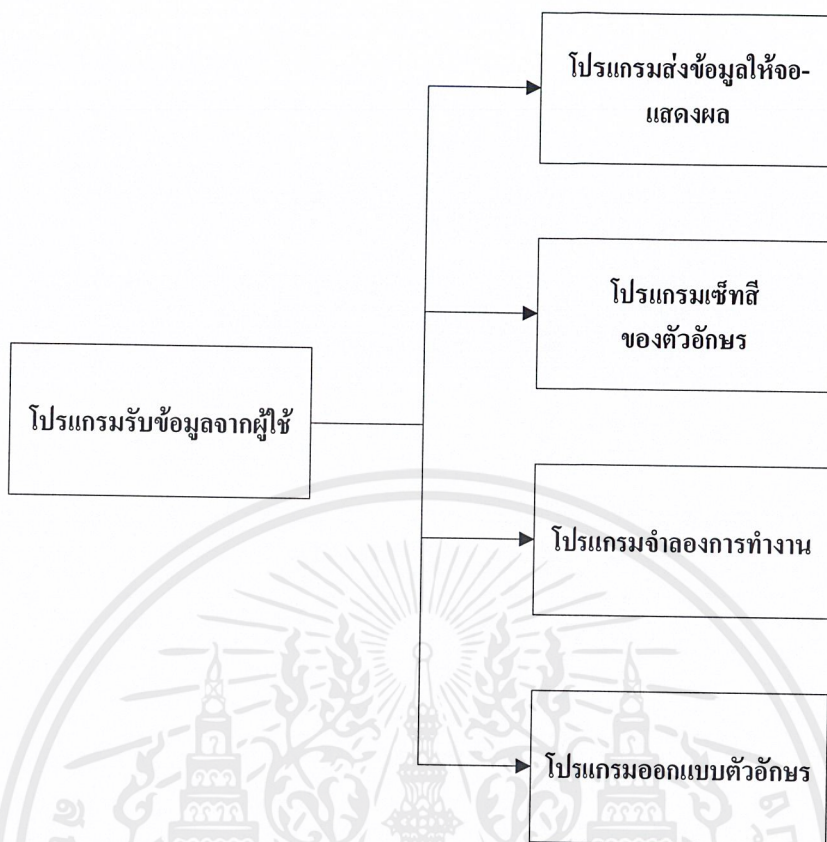 โปรแกรมส่งข้อมูลให้จอ-
แสดงผล
โปรแกรมเซ็ทสี
ของตัวอักษร
โปรแกรมรับข้อมูลจากผู้ใช้
โปรแกรมจำลองการทำงาน
โปรแกรมออกแบบตัวอักษร